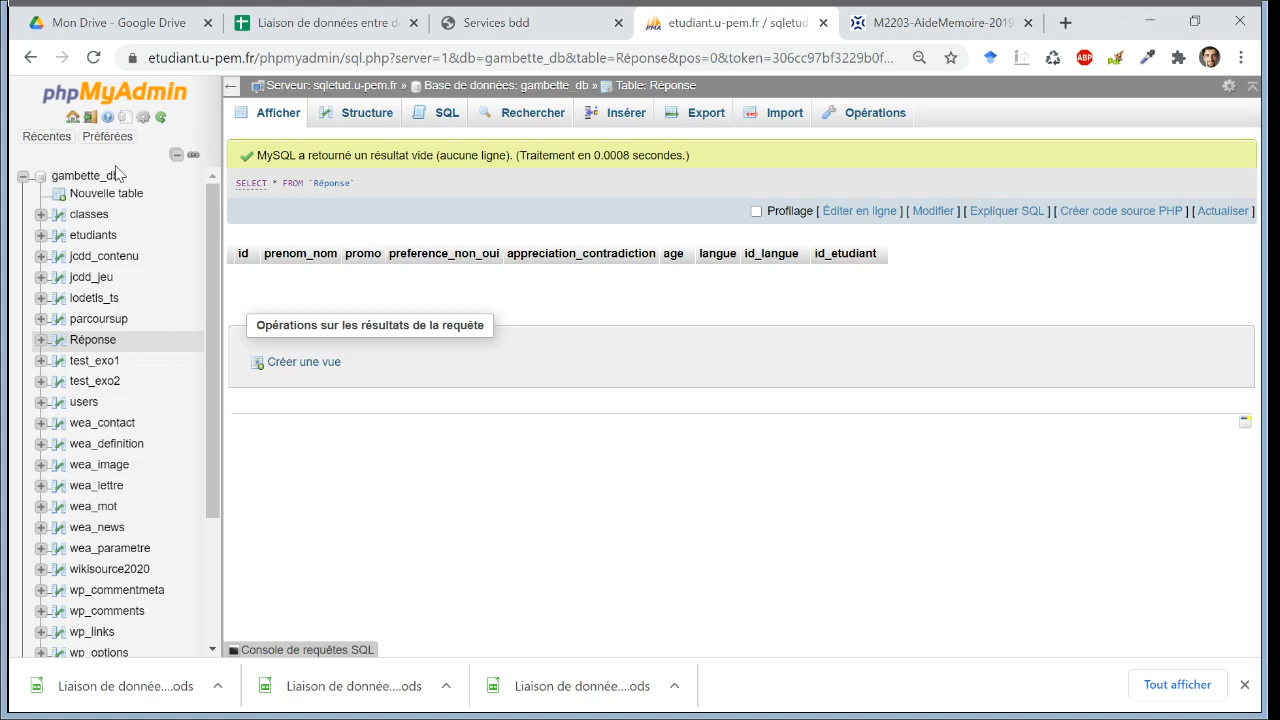 Mon Drive - Google Drive
Liaison de données entre d
Services bdd
etudiant.u-pem.fr / sqletud
M2203-AideMemoire-2019
etudiant.u-pem.fr/phpmyadmin/sql.php?server=1&db=gambette_db&table=Réponse&pos=0&token=306cc97bf3229b0f...
ABP
phpMyAdmin
Récentes
Préférées
gambette_db
Nouvelle table
classes
etudiants
jcdd_contenu
jcdd_jeu
lodetis_ts
parcoursup
Réponse
test_exo1
test_exo2
users
wea_contact
wea_definition
wea_image
wea_lettre
wea_mot
wea_news
wea_parametre
wikisource2020
wp_commentmeta
wp_comments
wp_links
wp_options
Serveur: sqletud.u-pem.fr » Base de données: gambette_db » Table: Réponse
Afficher
Structure
SQL
Rechercher
Insérer
Export
Import
Opérations
MySQL a retourné un résultat vide (aucune ligne). (Traitement en 0.0008 secondes.)
SELECT * FROM `Réponse`
Profilage [ Éditer en ligne ] [ Modifier ] [ Expliquer SQL ] [ Créer code source PHP ] [ Actualiser ]
id prenom_nom promo preference_non_oui appreciation_contradiction age langue id_langue id_etudiant
Opérations sur les résultats de la requête
Créer une vue
Console de requêtes SQL
Liaison de donnée....ods
Liaison de donnée....ods
Liaison de donnée....ods
Tout afficher